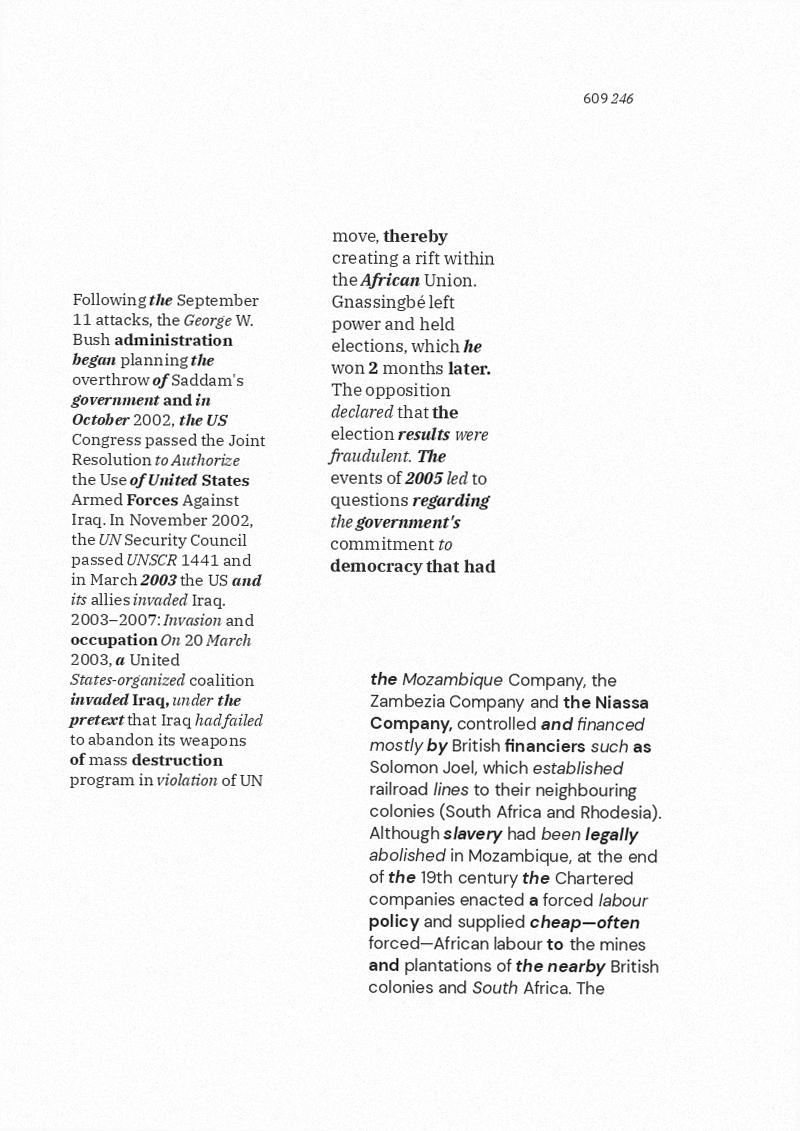 609 246
Following the September
11 attacks, the George W.
Bush administration
began planning the
overthrow of Saddam's
government and in
October 2002, the US
Congress passed the Joint
Resolution to Authorize
the Use of United States
Armed Forces Against
Iraq. In November 2002,
the UN Security Council
passed UNSCR 1441 and
in March 2003 the US and
its allies invaded Iraq.
2003–2007: Invasion and
occupation On 20 March
2003, a United
States-organized coalition
invaded Iraq, under the
pretext that Iraq had failed
to abandon its weapons
of mass destruction
program in violation of UN
move, thereby
creating a rift within
the African Union.
Gnassingbé left
power and held
elections, which he
won 2 months later.
The opposition
declared that the
election results were
fraudulent. The
events of 2005 led to
questions regarding
the government's
commitment to
democracy that had
the Mozambique Company, the
Zambezia Company and the Niassa
Company, controlled and financed
mostly by British financiers such as
Solomon Joel, which established
railroad lines to their neighbouring
colonies (South Africa and Rhodesia).
Although slavery had been legally
abolished in Mozambique, at the end
of the 19th century the Chartered
companies enacted a forced labour
policy and supplied cheap—often
forced—African labour to the mines
and plantations of the nearby British
colonies and South Africa. The